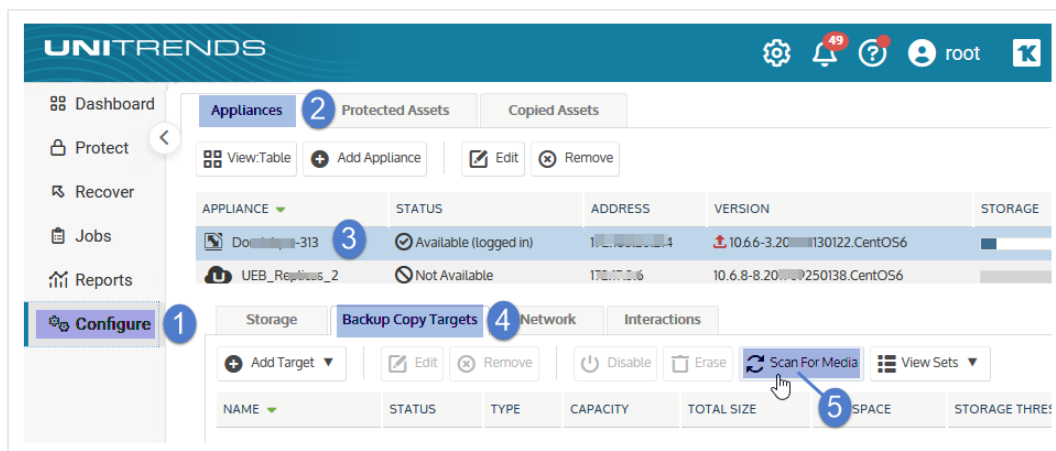 UNITRENDS
49
root
Dashboard
Protect
Recover
Jobs
Reports
Configure 1
Appliances 2 Protected Assets Copied Assets
View:Table Add Appliance Edit Remove
APPLIANCE STATUS ADDRESS VERSION STORAGE
-313 3 Available (logged in) 10.6.6-3.20 130122.CentOS6
UEB_ _2 Not Available 10.6.8-8.20 250138.CentOS6
Storage Backup Copy Targets 4 Network Interactions
Add Target Edit Remove Disable Erase Scan For Media View Sets
NAME STATUS TYPE CAPACITY TOTAL SIZE 5 SPACE STORAGE THRES